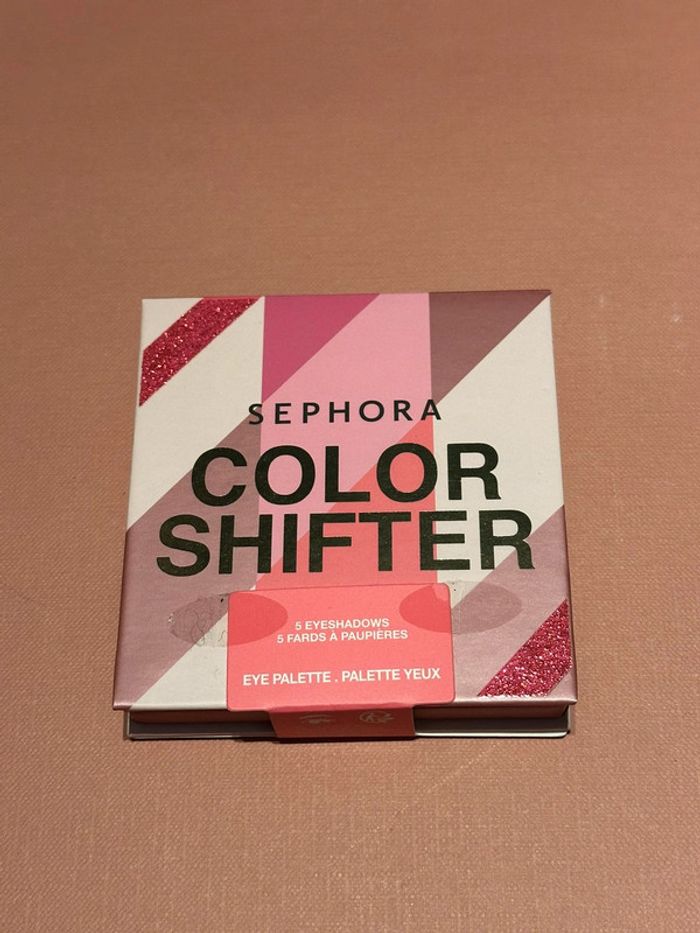 SEPHORA
COLOR
SHIFTER
5 EYESHADOWS
5 FARDS À PAUPIÈRES
EYE PALETTE . PALETTE YEUX